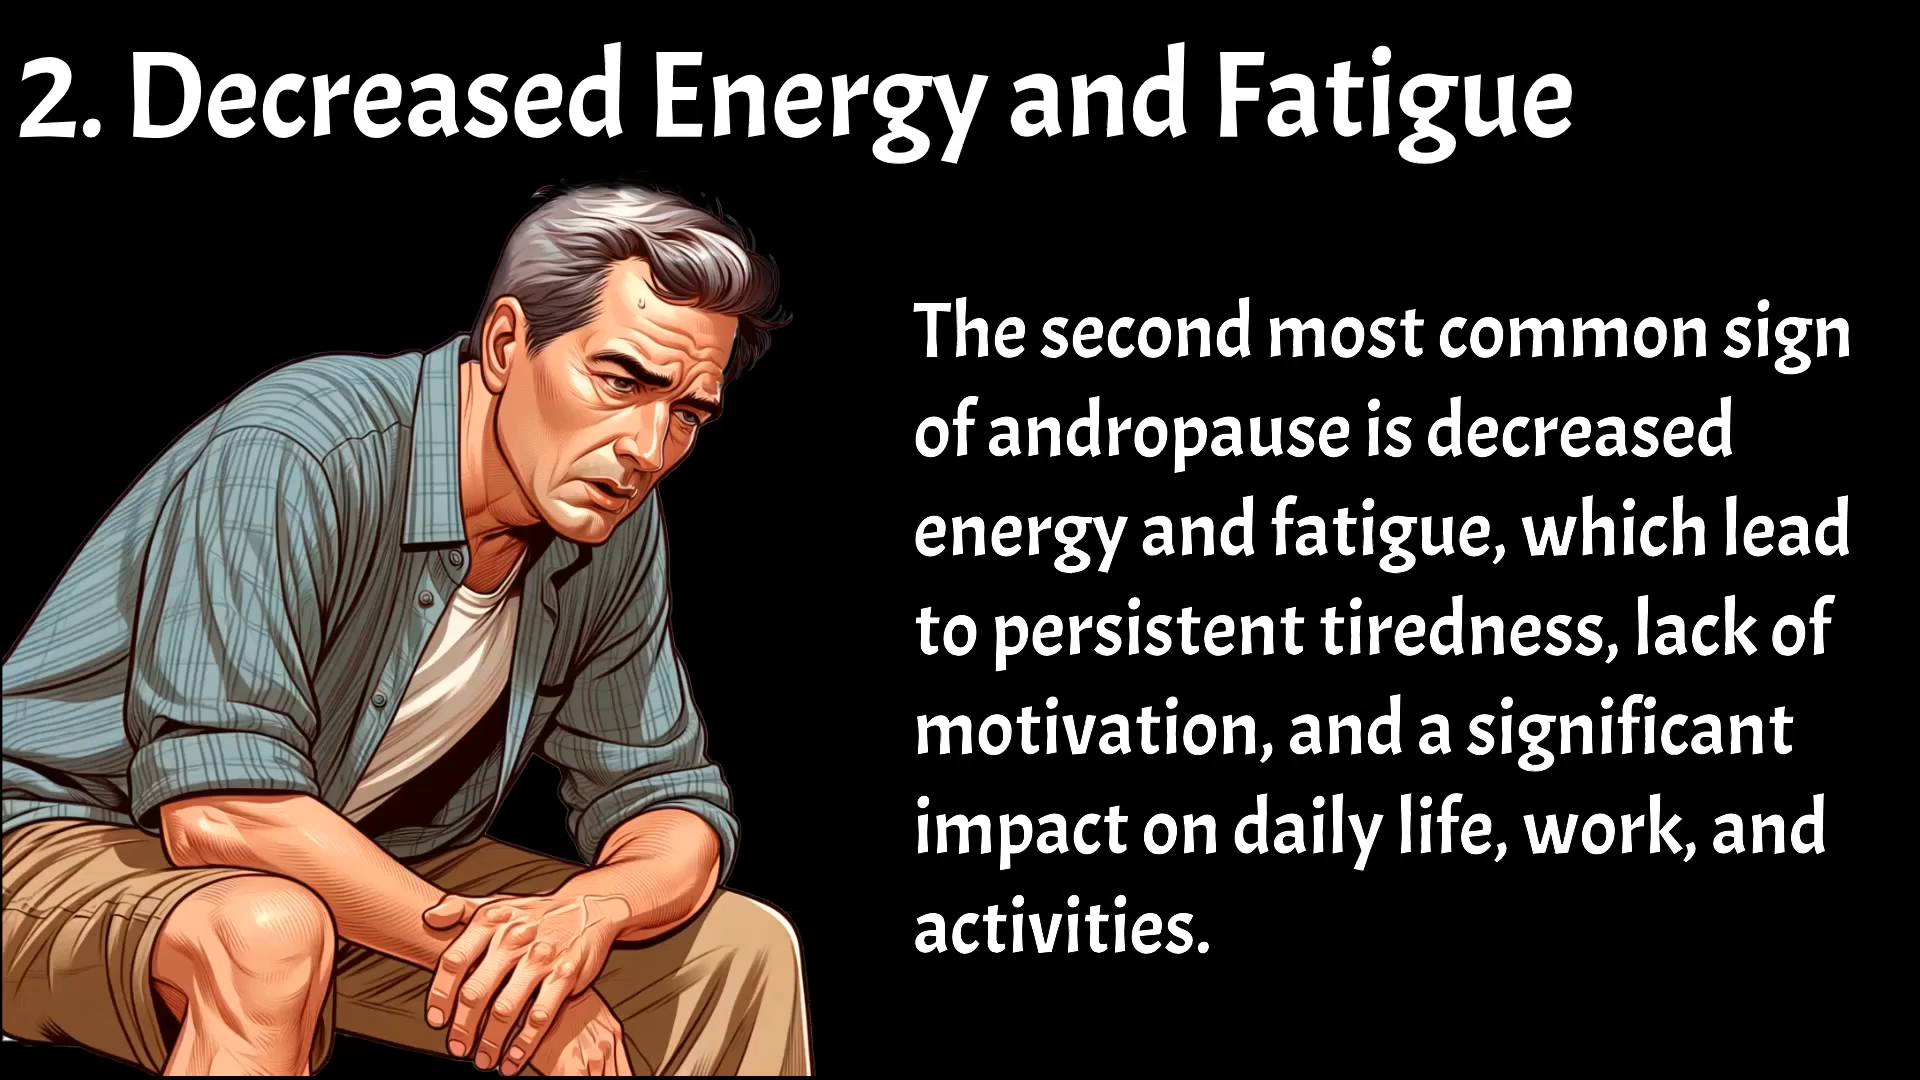 2. Decreased Energy and Fatigue
The second most common sign
of andropause is decreased
energy and fatigue, which lead
to persistent tiredness, lack of
motivation, and a significant
impact on daily life, work, and
activities.